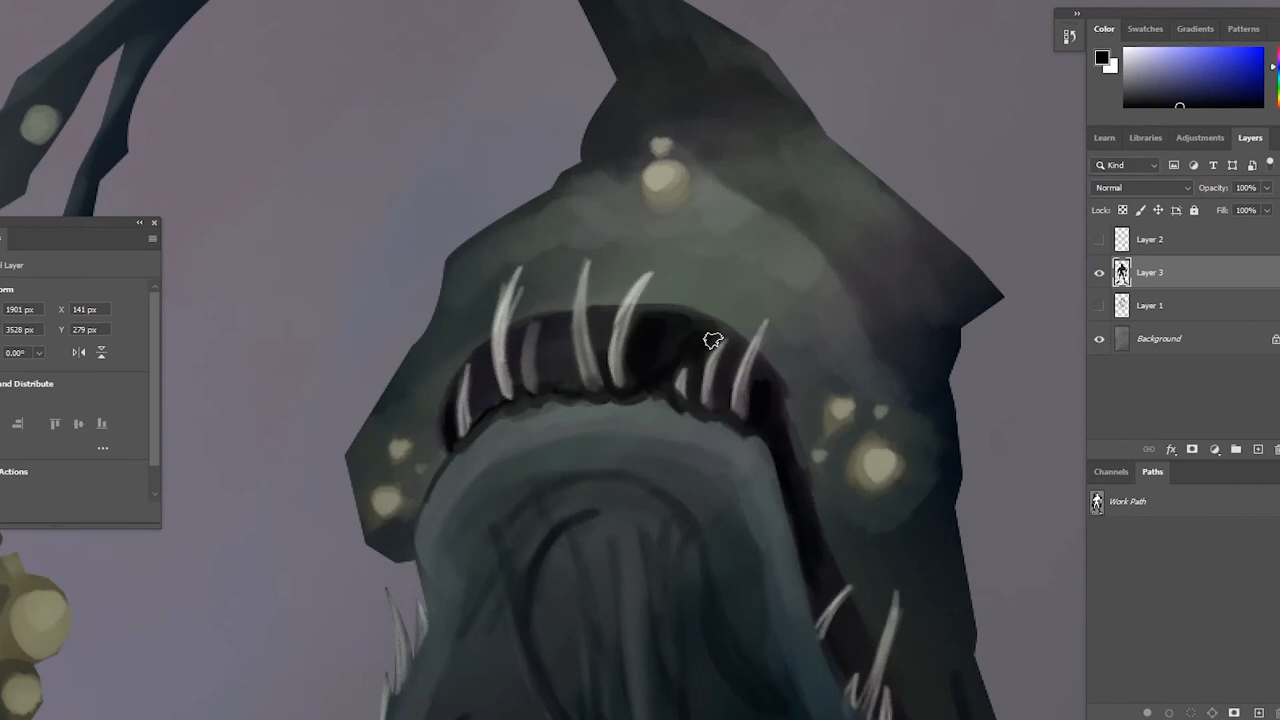 Color Swatches Gradients Patterns
Learn Libraries Adjustments Layers
Kind
Normal Opacity: 100%
Lock: Fill: 100%
Layer 2
Layer 3
Layer 1
Background
Channels Paths
Work Path
l Layer
orm
1901 px X 141 px
3528 px Y 279 px
0.00°
nd Distribute
Actions